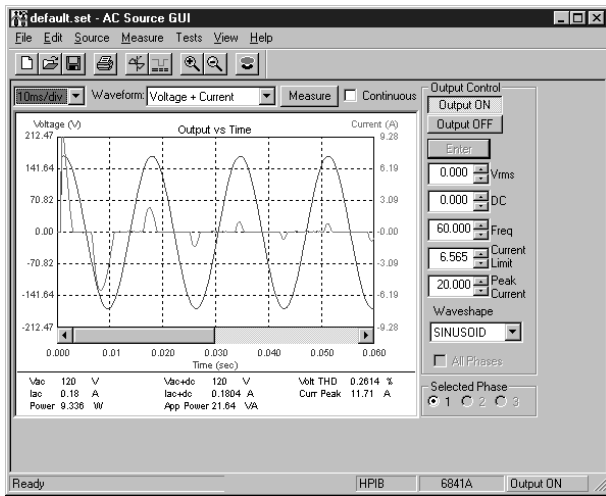 default.set - AC Source GUI
File Edit Source Measure Tests View Help
10ms/div Waveform: Voltage + Current Measure Continuous
Output Control
Output ON
Output OFF
Enter
0.000 Vrms
0.000 DC
60.000 Freq
6.565 Current Limit
20.000 Peak Current
Waveshape
SINUSOID
All Phases
Selected Phase
1 2 3
Voltage (V) Output vs Time Current (A)
212.47 9.28
141.64 6.19
70.82 3.09
0.00 -0.00
-70.82 -3.09
-141.64 -6.19
-212.47 -9.28
0.000 0.01 0.020 0.030 0.040 0.050 0.060
Time (sec)
Vac 120 V Vac+dc 120 V Volt THD 0.2614 %
Iac 0.18 A Iac+dc 0.1804 A Curr Peak 11.71 A
Power 9.336 W App Power 21.64 VA
Ready HPIB 6841A Output ON